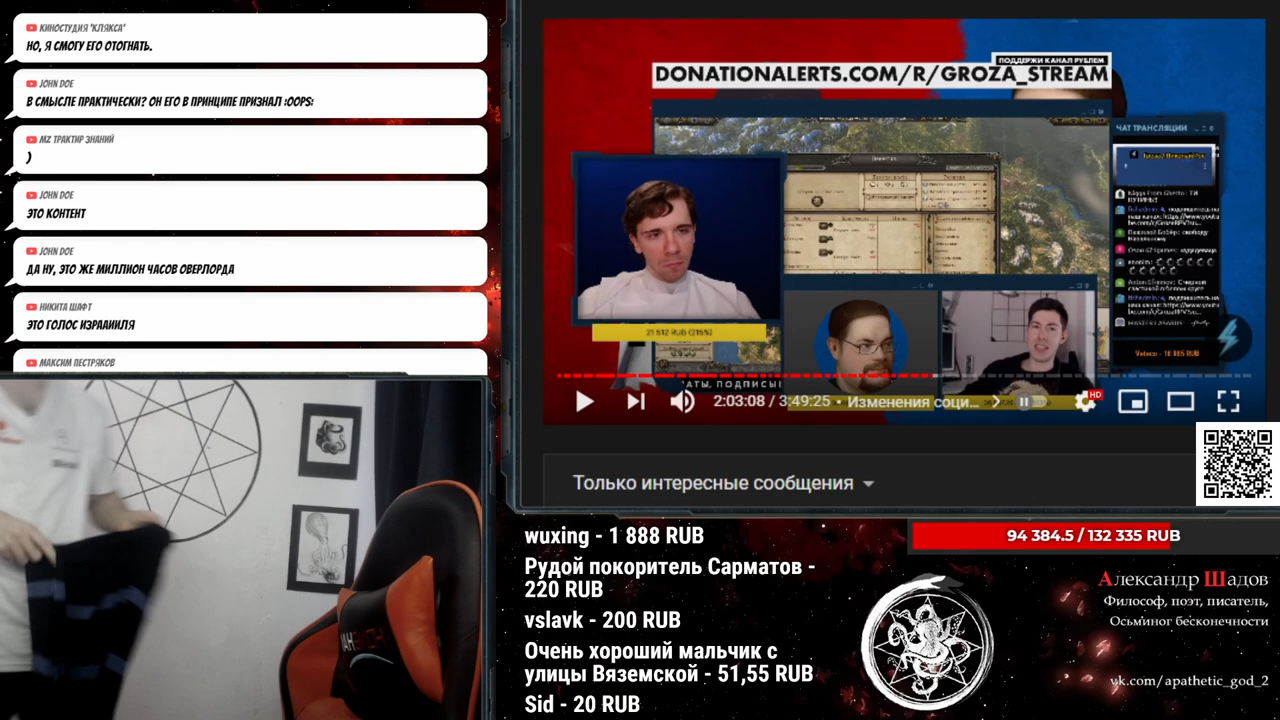 КИНОСТУДИЯ "КЛЯКСА"
НО, Я СМОГУ ЕГО ОТОГНАТЬ.
JOHN DOE
В СМЫСЛЕ ПРАКТИЧЕСКИ? ОН ЕГО В ПРИНЦИПЕ ПРИЗНАЛ :OOPS:
MZ ТРАКТИР ЗНАНИЙ
)
JOHN DOE
ЭТО КОНТЕНТ
JOHN DOE
ДА НУ, ЭТО ЖЕ МИЛЛИОН ЧАСОВ ОВЕРЛОРДА
НИКИТА ШАФТ
ЭТО ГОЛОС ИЗРАИИИЛЯ
МАКСИМ ПЕСТРЯКОВ
ПОДДЕРЖИ КАНАЛ РУБЛЕМ
DONATIONALERTS.COM/R/GROZA_STREAM
ЧАТ ТРАНСЛЯЦИИ
21 512 RUB (215%)
АТЫ, ПОДПИСЫ
2:03:08 / 3:49:25 • Изменения соци...
HD
Только интересные сообщения
wuxing - 1 888 RUB
Рудой покоритель Сарматов -
220 RUB
vslavk - 200 RUB
Очень хороший мальчик с
улицы Вяземской - 51,55 RUB
Sid - 20 RUB
94 384.5 / 132 335 RUB
Александр Шадов
Философ, поэт, писатель,
Осьминог бесконечности
vk.com/apathetic_god_2